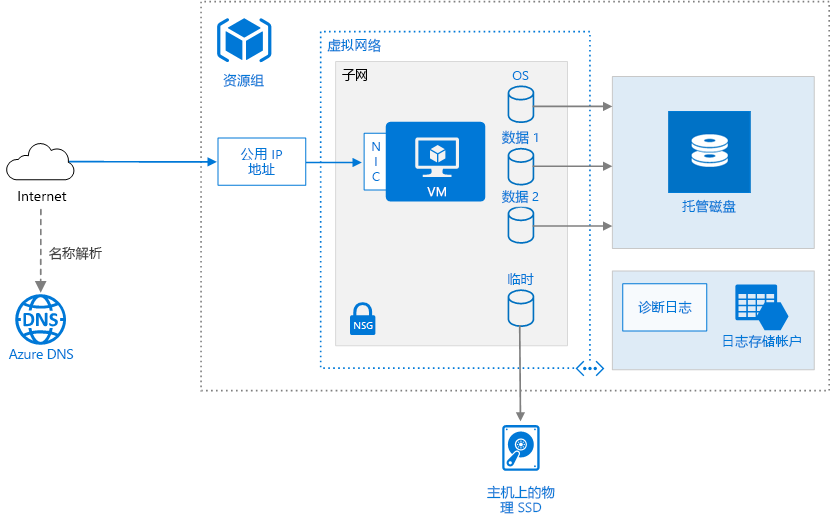 资源组
虚拟网络
子网
OS
数据 1
数据 2
临时
公用 IP
地址
N
I
C
VM
NSG
托管磁盘
诊断日志
日志存储帐户
Internet
名称解析
DNS
Azure DNS
主机上的物
理 SSD